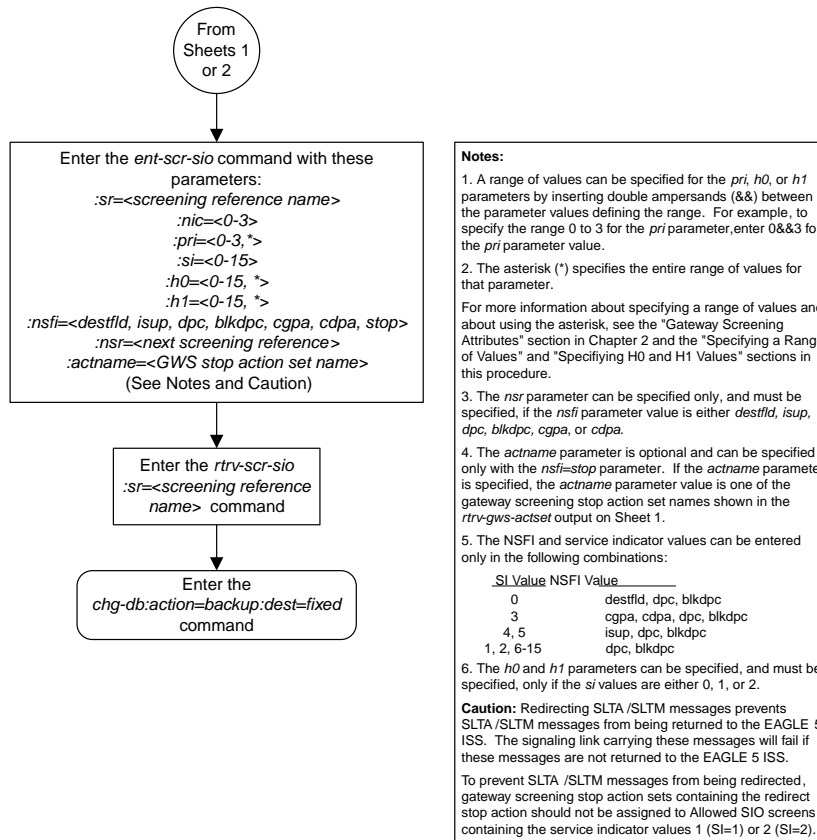 From
Sheets 1
or 2
Enter the ent-scr-sio command with these
parameters:
:sr=<screening reference name>
:nic=<0-3>
:pri=<0-3,*>
:si=<0-15>
:h0=<0-15, *>
:h1=<0-15, *>
:nsfi=<destfld, isup, dpc, blkdpc, cgpa, cdpa, stop>
:nsr=<next screening reference>
:actname=<GWS stop action set name>
(See Notes and Caution)
Enter the rtrv-scr-sio
:sr=<screening reference
name> command
Enter the
chg-db:action=backup:dest=fixed
command
Notes:
1. A range of values can be specified for the pri, h0, or h1
parameters by inserting double ampersands (&&) between
the parameter values defining the range. For example, to
specify the range 0 to 3 for the pri parameter,enter 0&&3 fo
the pri parameter value.
2. The asterisk (*) specifies the entire range of values for
that parameter.
For more information about specifying a range of values an
about using the asterisk, see the "Gateway Screening
Attributes" section in Chapter 2 and the "Specifying a Rang
of Values" and "Specifiying H0 and H1 Values" sections in
this procedure.
3. The nsr parameter can be specified only, and must be
specified, if the nsfi parameter value is either destfld, isup,
dpc, blkdpc, cgpa, or cdpa.
4. The actname parameter is optional and can be specified
only with the nsfi=stop parameter. If the actname paramete
is specified, the actname parameter value is one of the
gateway screening stop action set names shown in the
rtrv-gws-actset output on Sheet 1.
5. The NSFI and service indicator values can be entered
only in the following combinations:
SI Value NSFI Value
0 destfld, dpc, blkdpc
3 cgpa, cdpa, dpc, blkdpc
4, 5 isup, dpc, blkdpc
1, 2, 6-15 dpc, blkdpc
6. The h0 and h1 parameters can be specified, and must be
specified, only if the si values are either 0, 1, or 2.
Caution: Redirecting SLTA /SLTM messages prevents
SLTA /SLTM messages from being returned to the EAGLE 5
ISS. The signaling link carrying these messages will fail if
these messages are not returned to the EAGLE 5 ISS.
To prevent SLTA /SLTM messages from being redirected,
gateway screening stop action sets containing the redirect
stop action should not be assigned to Allowed SIO screens
containing the service indicator values 1 (SI=1) or 2 (SI=2).